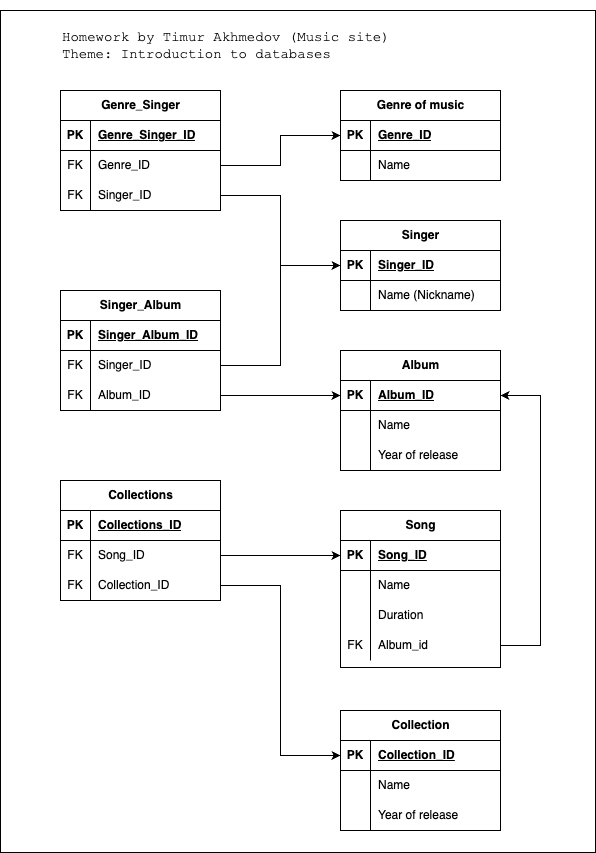 Homework by Timur Akhmedov (Music site)
Theme: Introduction to databases
Genre_Singer
PK Genre_Singer_ID
FK Genre_ID
FK Singer_ID
Genre of music
PK Genre_ID
Name
Singer
PK Singer_ID
Name (Nickname)
Singer_Album
PK Singer_Album_ID
FK Singer_ID
FK Album_ID
Album
PK Album_ID
Name
Year of release
Collections
PK Collections_ID
FK Song_ID
FK Collection_ID
Song
PK Song_ID
Name
Duration
FK Album_id
Collection
PK Collection_ID
Name
Year of release